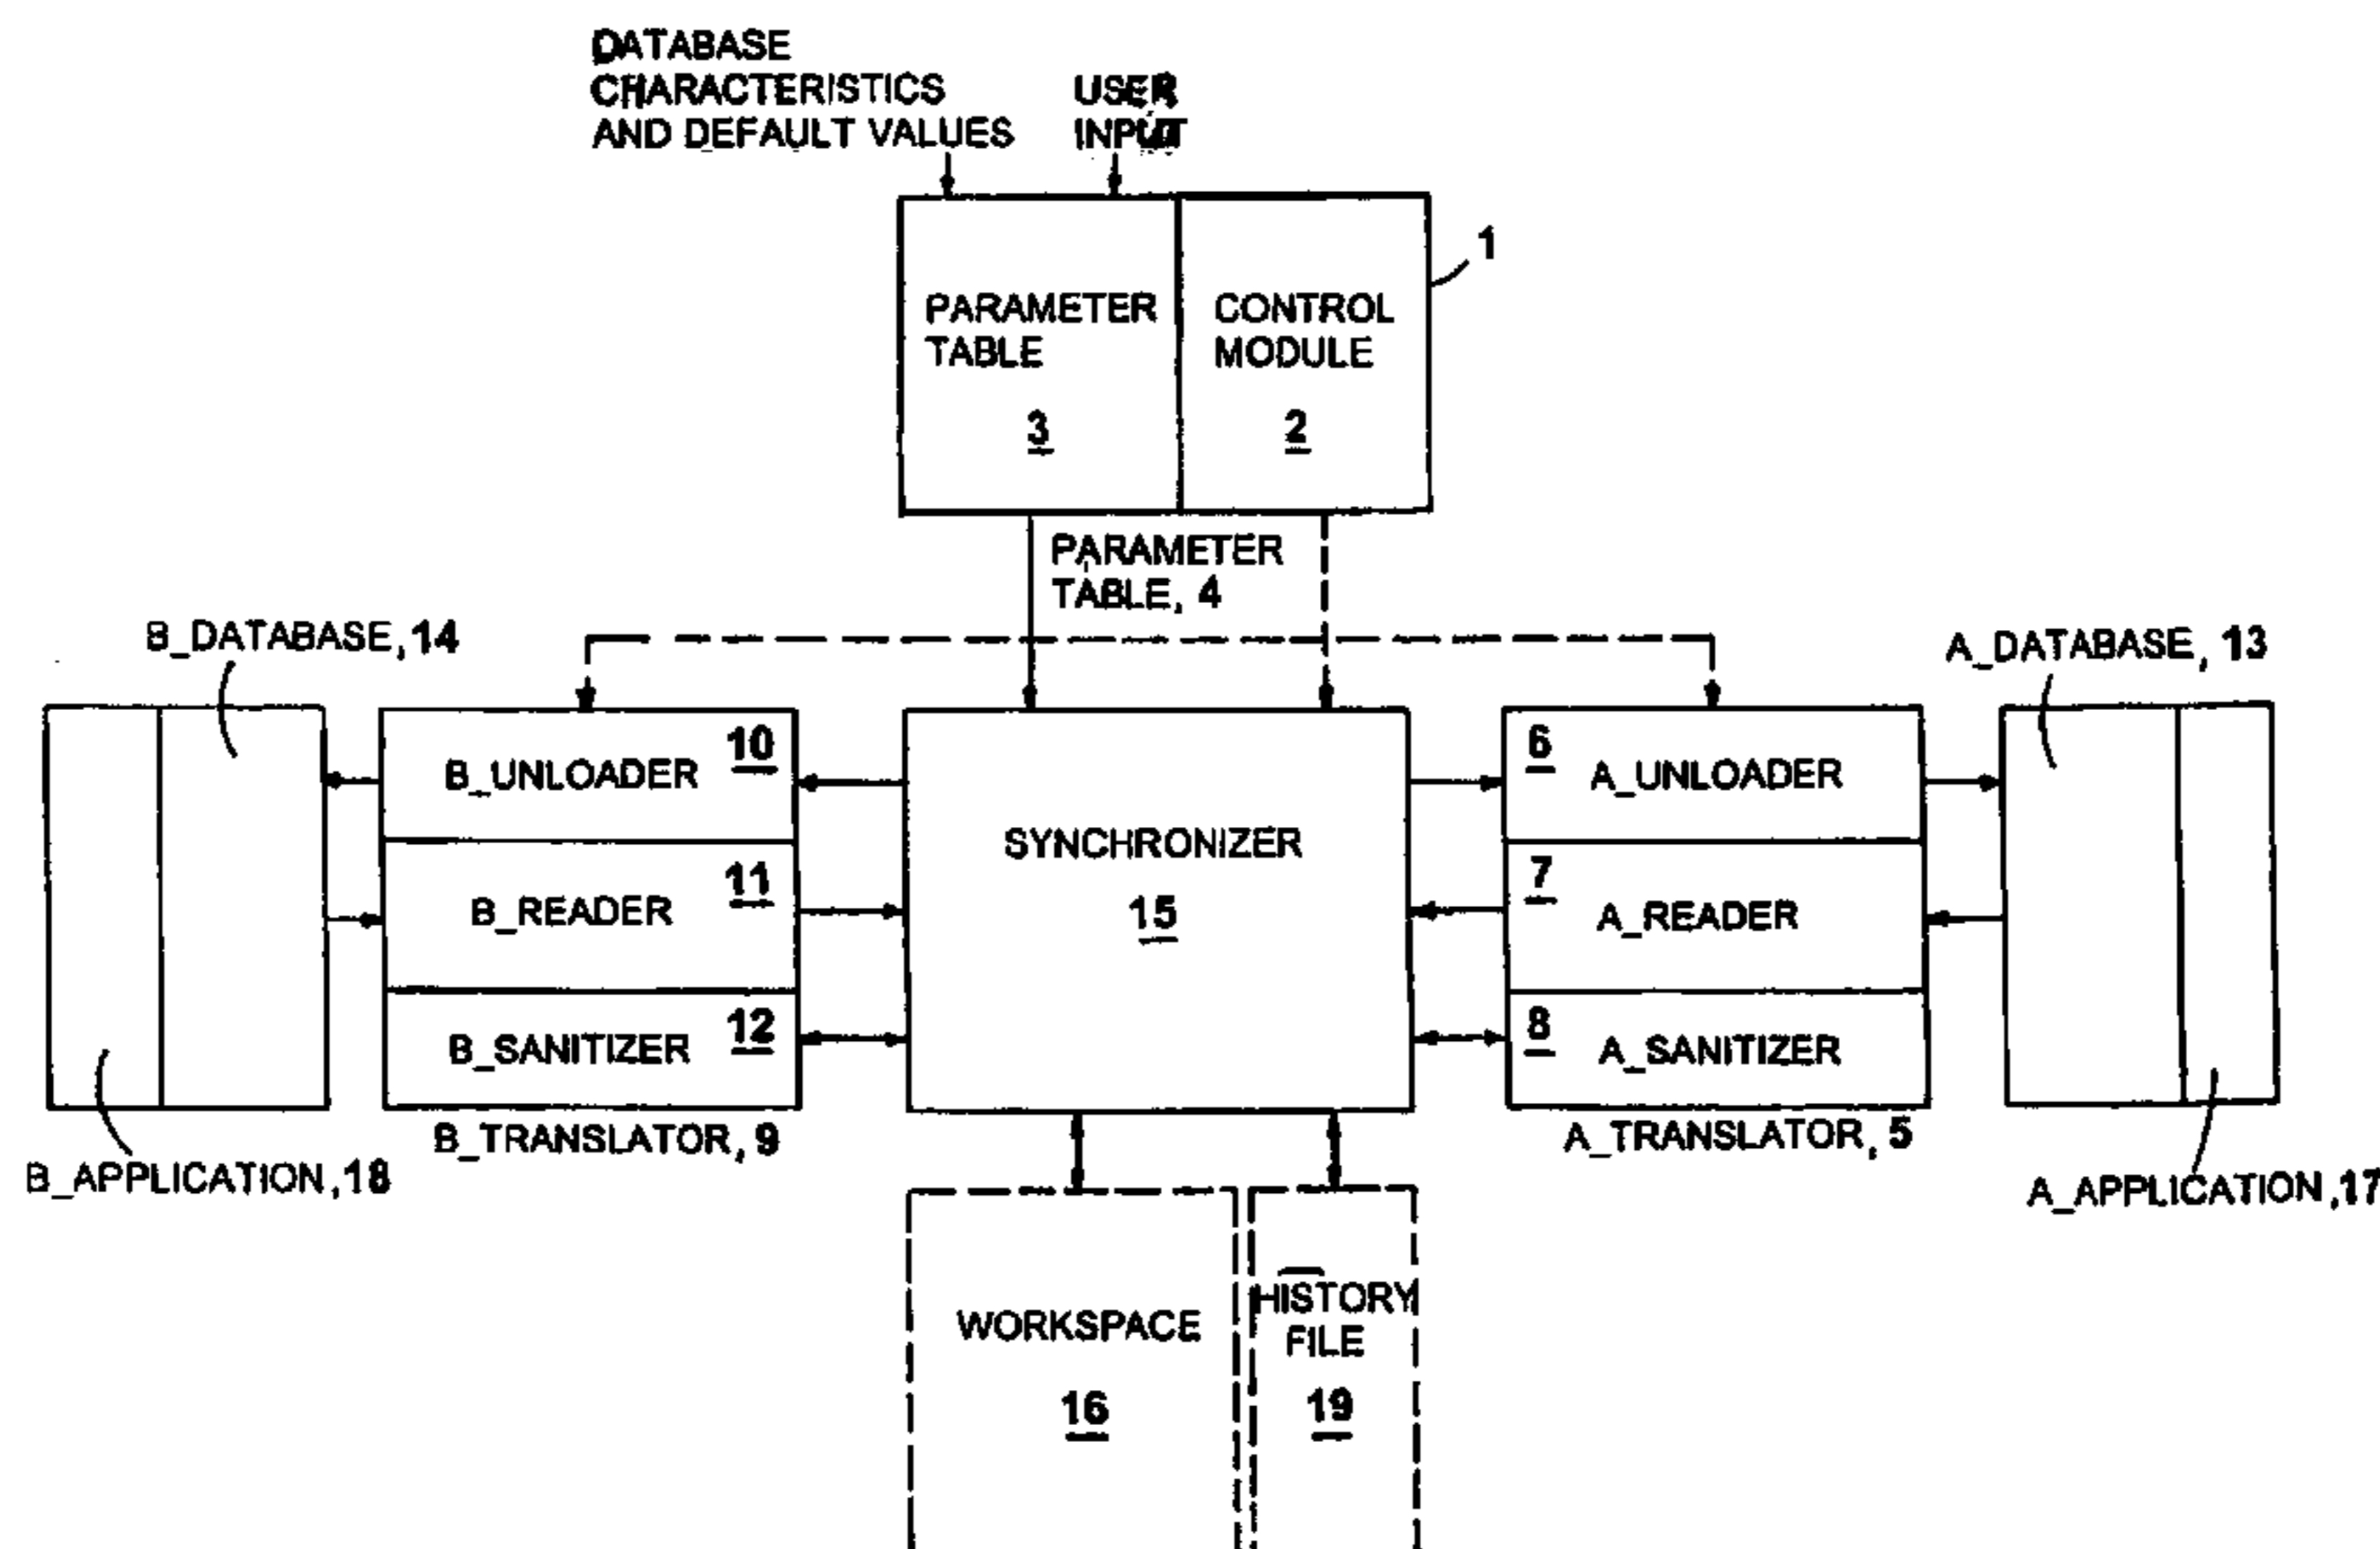 DATABASE
CHARACTERISTICS
AND DEFAULT VALUES
USER
INPUT
1
PARAMETER
TABLE
3
CONTROL
MODULE
2
PARAMETER
TABLE, 4
B_DATABASE, 14
A_DATABASE, 13
B_UNLOADER 10
B_READER 11
B_SANITIZER 12
SYNCHRONIZER
15
6 A_UNLOADER
7 A_READER
8 A_SANITIZER
B_TRANSLATOR, 9
A_TRANSLATOR, 5
B_APPLICATION, 18
A_APPLICATION, 17
WORKSPACE
16
HISTORY
FILE
19